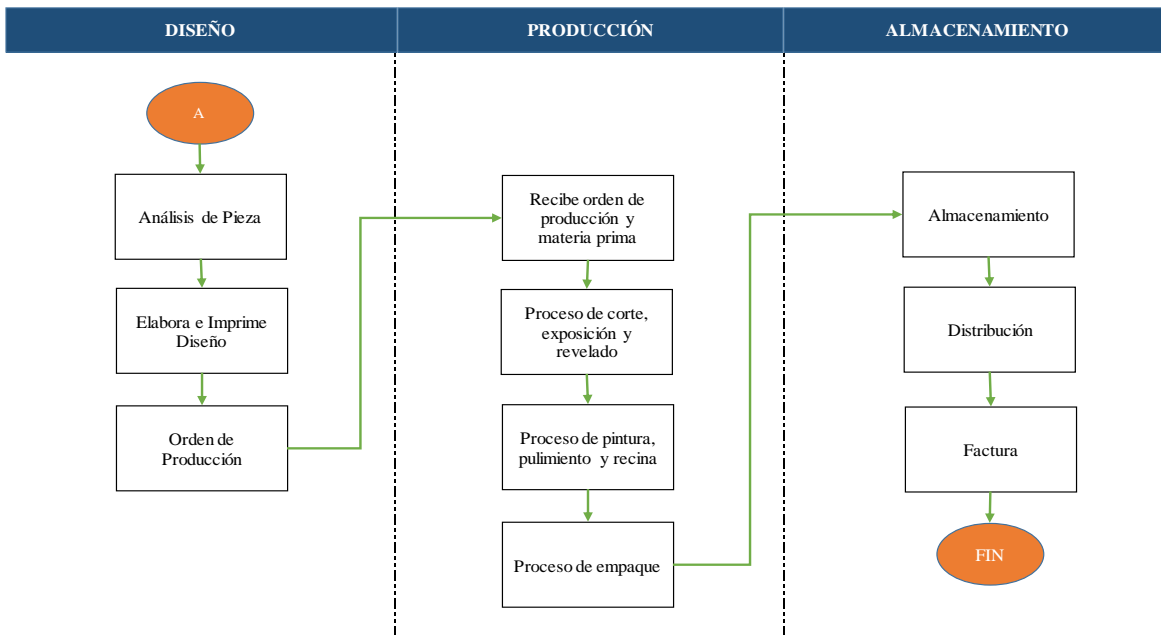 DISEÑO
PRODUCCIÓN
ALMACENAMIENTO
A
Análisis de Pieza
Elabora e Imprime
Diseño
Orden de
Producción
Recibe orden de
producción y
materia prima
Proceso de corte,
exposición y
revelado
Proceso de pintura,
pulimiento y recina
Proceso de empaque
Almacenamiento
Distribución
Factura
FIN